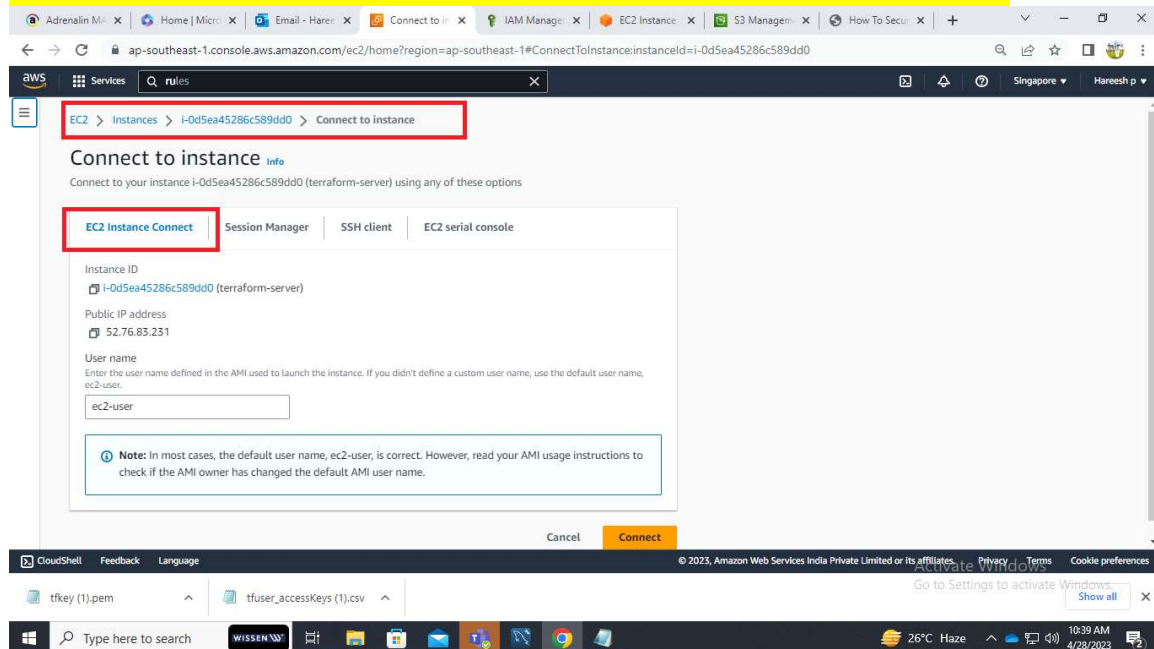 Adrenalin MA Home | Micro Email - Haree Connect to in IAM Manage EC2 Instance S3 Managem How To Secur
ap-southeast-1.console.aws.amazon.com/ec2/home?region=ap-southeast-1#ConnectToInstance:instanceId=i-0d5ea45286c589dd0
aws Services rules Singapore Hareesh p
EC2 > Instances > i-0d5ea45286c589dd0 > Connect to instance
Connect to instance Info
Connect to your instance i-0d5ea45286c589dd0 (terraform-server) using any of these options
EC2 Instance Connect Session Manager SSH client EC2 serial console
Instance ID
i-0d5ea45286c589dd0 (terraform-server)
Public IP address
52.76.83.231
User name
Enter the user name defined in the AMI used to launch the instance. If you didn't define a custom user name, use the default user name,
ec2-user.
ec2-user
Note: In most cases, the default user name, ec2-user, is correct. However, read your AMI usage instructions to
check if the AMI owner has changed the default AMI user name.
Cancel Connect
CloudShell Feedback Language © 2023, Amazon Web Services India Private Limited or its affiliates. Privacy Terms Cookie preferences
Activate Windows
Go to Settings to activate Windows.
tfkey (1).pem tfuser_accessKeys (1).csv Show all
Type here to search WISSEN 26°C Haze 10:39 AM
4/28/2023